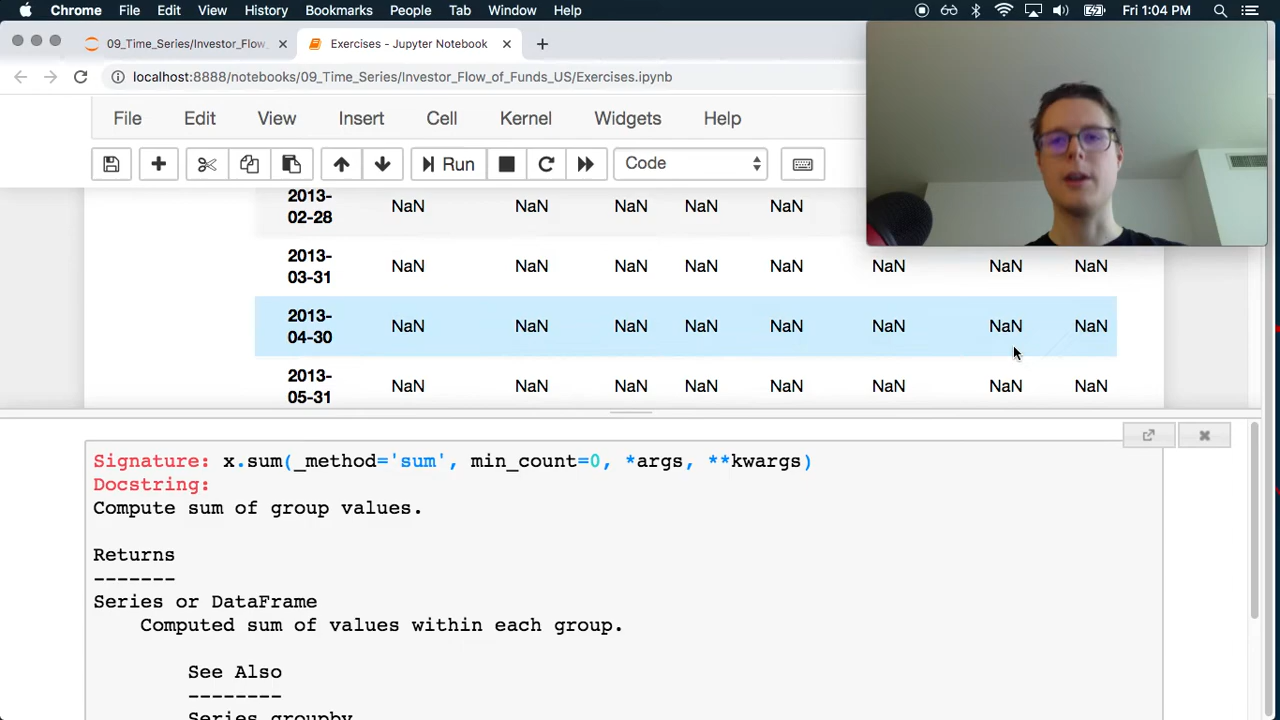 Chrome File Edit View History Bookmarks People Tab Window Help Fri 1:04 PM
09_Time_Series/Investor_Flow_ Exercises - Jupyter Notebook
localhost:8888/notebooks/09_Time_Series/Investor_Flow_of_Funds_US/Exercises.ipynb
File Edit View Insert Cell Kernel Widgets Help
Run Code
2013-
02-28 NaN NaN NaN NaN NaN
2013-
03-31 NaN NaN NaN NaN NaN NaN NaN NaN
2013-
04-30 NaN NaN NaN NaN NaN NaN NaN NaN
2013-
05-31 NaN NaN NaN NaN NaN NaN NaN NaN
Signature: x.sum(_method='sum', min_count=0, *args, **kwargs)
Docstring:
Compute sum of group values.
Returns
-------
Series or DataFrame
Computed sum of values within each group.
See Also
--------
Series.groupby